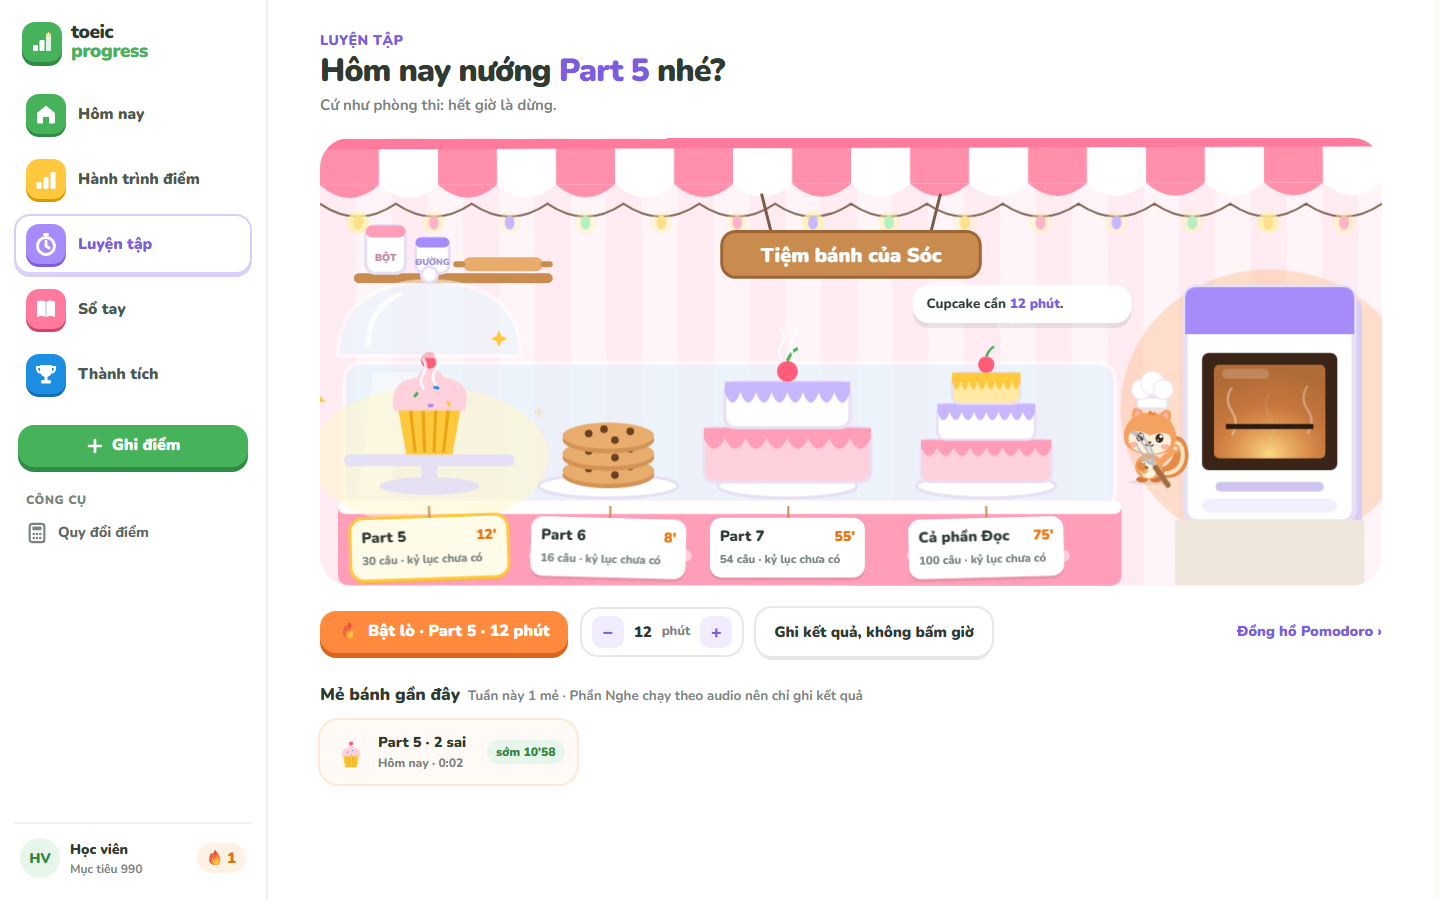 toeic
progress
Hôm nay
Hành trình điểm
Luyện tập
Sổ tay
Thành tích
+ Ghi điểm
CÔNG CỤ
Quy đổi điểm
HV
Học viên
Mục tiêu 990
1
LUYỆN TẬP
Hôm nay nướng Part 5 nhé?
Cứ như phòng thi: hết giờ là dừng.
BỘT
ĐƯỜNG
Tiệm bánh của Sóc
Cupcake cần 12 phút.
Part 5 12'
30 câu · kỷ lục chưa có
Part 6 8'
16 câu · kỷ lục chưa có
Part 7 55'
54 câu · kỷ lục chưa có
Cả phần Đọc 75'
100 câu · kỷ lục chưa có
Bật lò · Part 5 · 12 phút
− 12 phút +
Ghi kết quả, không bấm giờ
Đồng hồ Pomodoro ›
Mẻ bánh gần đây Tuần này 1 mẻ · Phần Nghe chạy theo audio nên chỉ ghi kết quả
Part 5 · 2 sai
Hôm nay · 0:02
sớm 10'58